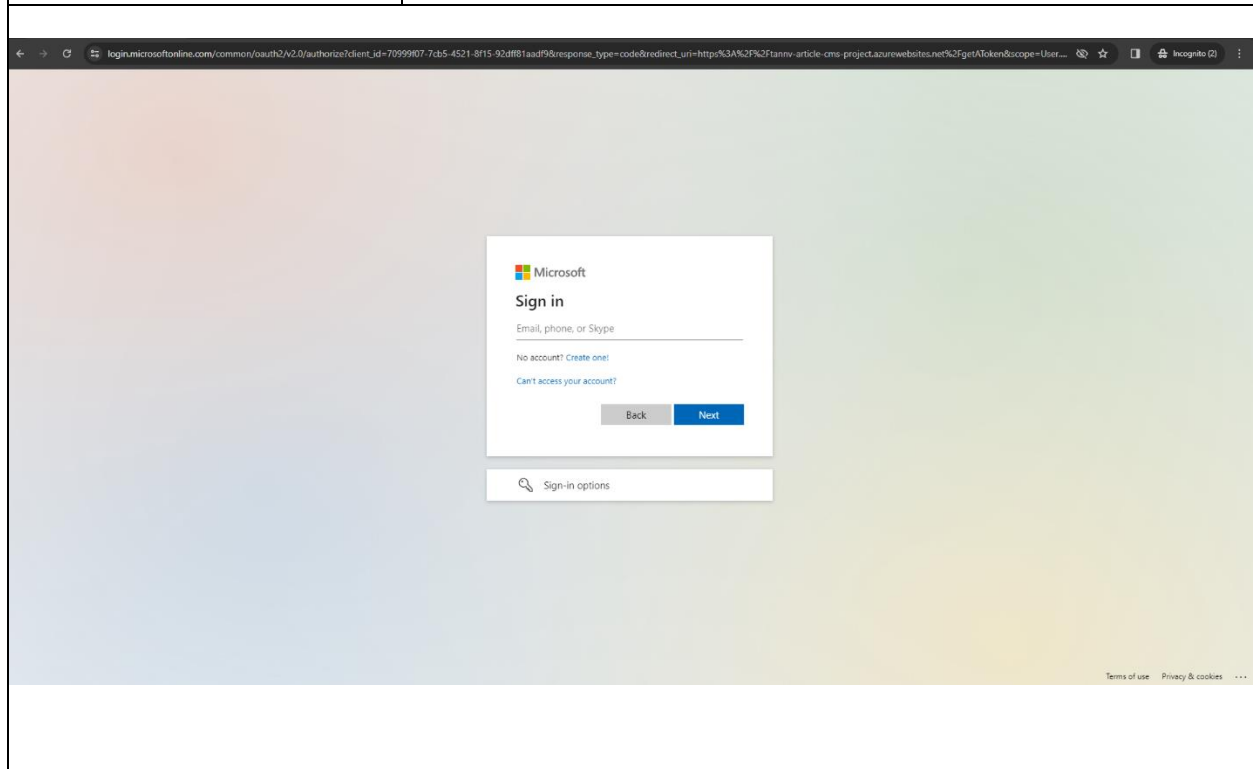 login.microsoftonline.com/common/oauth2/v2.0/authorize?client_id=70999f07-7cb5-4521-8f15-92dff81aadf9&response_type=code&redirect_uri=https%3A%2F%2Ftannv-article-cms-project.azurewebsites.net%2FgetAToken&scope=User.... Incognito (2)
Microsoft
Sign in
Email, phone, or Skype
No account? Create one!
Can't access your account?
Back Next
Sign-in options
Terms of use Privacy & cookies ...